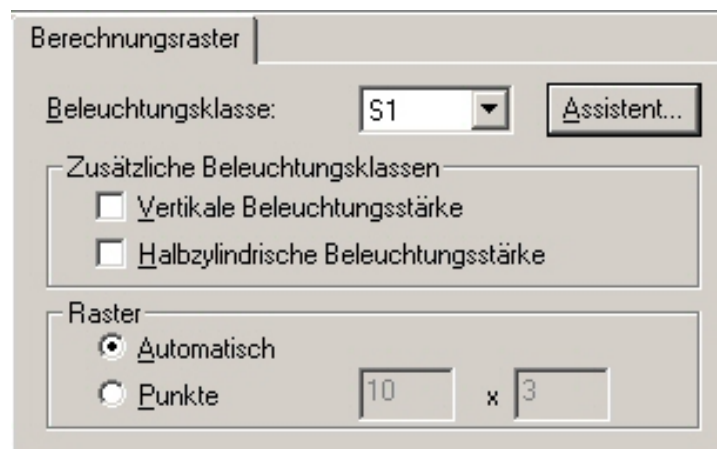 Berechnungsraster
Beleuchtungsklasse: S1 Assistent...
Zusätzliche Beleuchtungsklassen
Vertikale Beleuchtungsstärke
Halbzylindrische Beleuchtungsstärke
Raster
Automatisch
Punkte 10 x 3